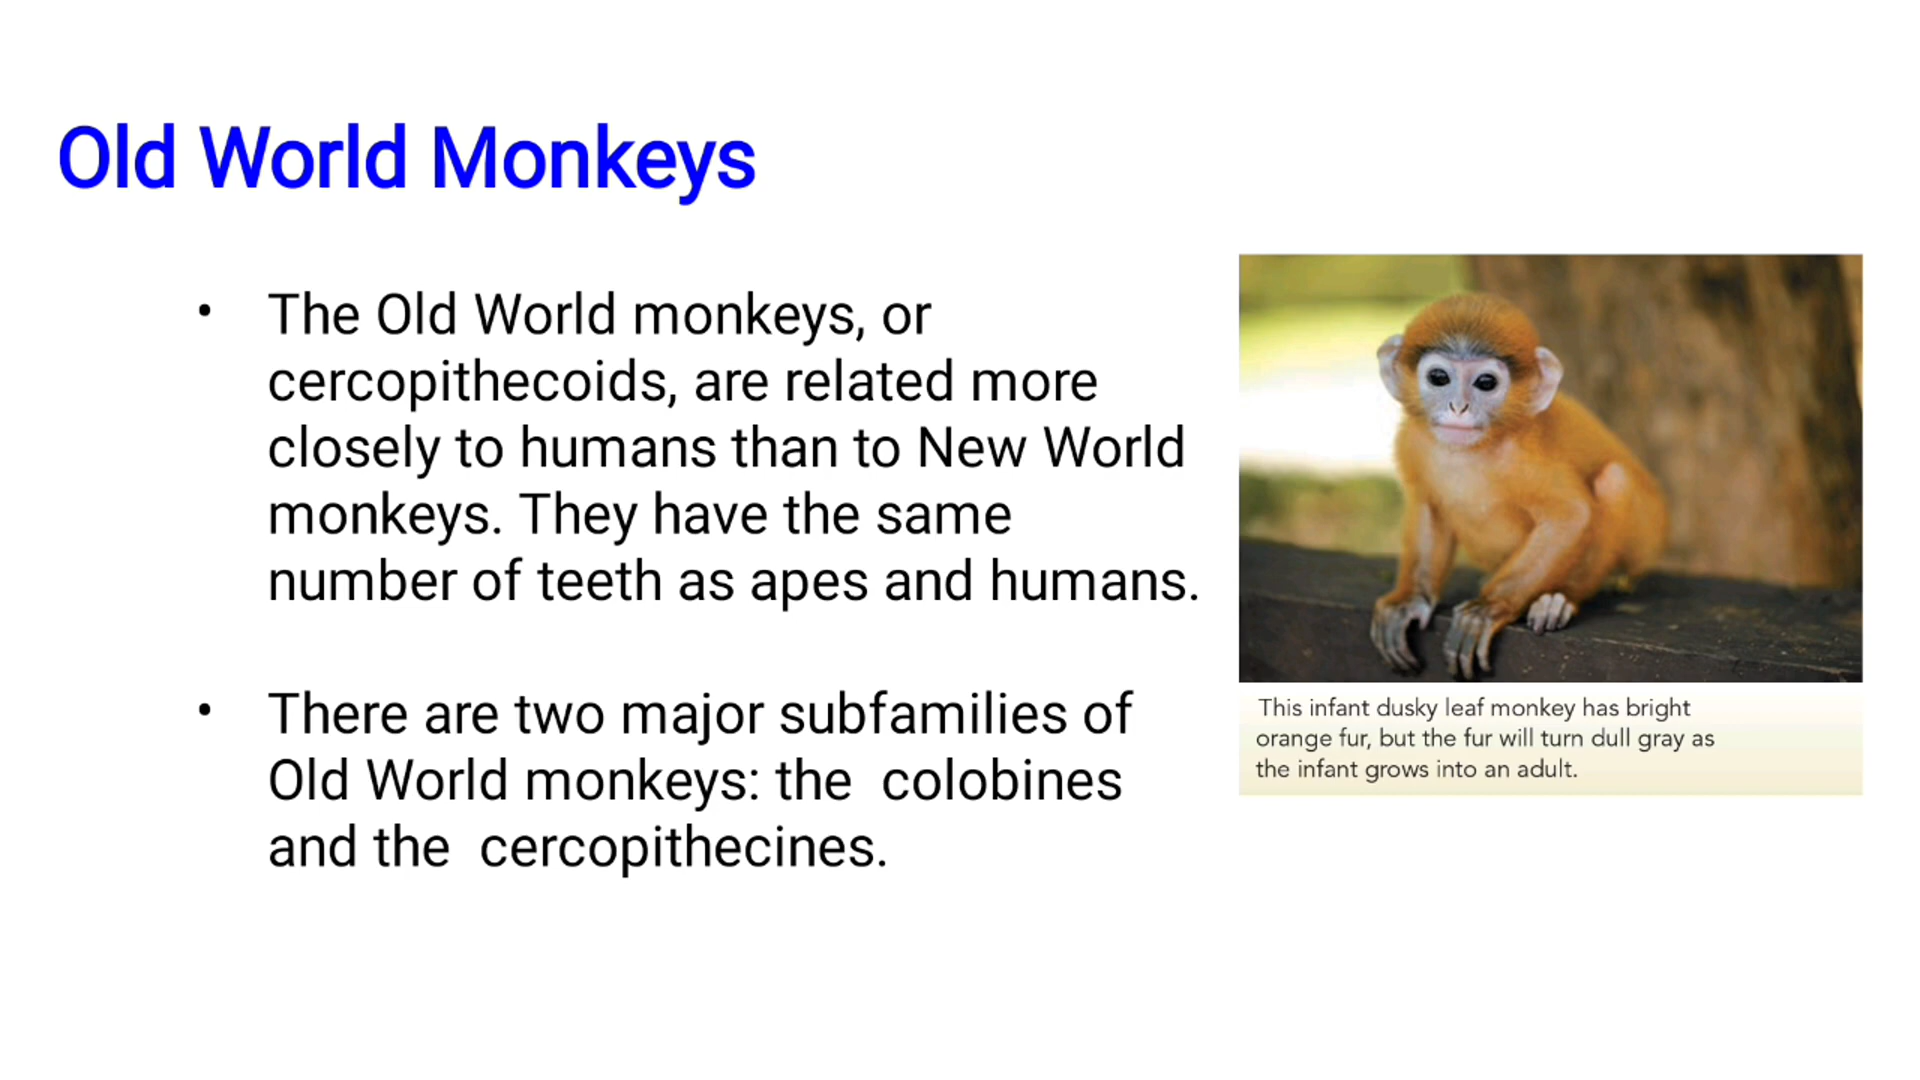 Old World Monkeys
• The Old World monkeys, or
cercopithecoids, are related more
closely to humans than to New World
monkeys. They have the same
number of teeth as apes and humans.
• There are two major subfamilies of
Old World monkeys: the  colobines
and the  cercopithecines.
This infant dusky leaf monkey has bright
orange fur, but the fur will turn dull gray as
the infant grows into an adult.